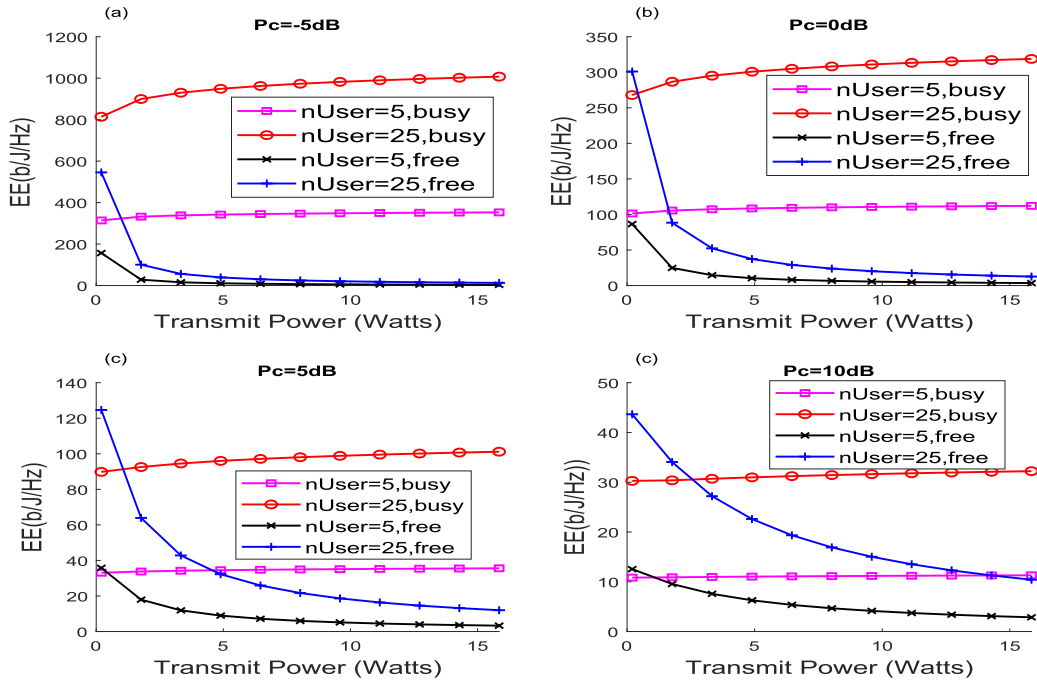 (a)
Pc=-5dB
1200
1000
800
600
400
200
0
EE(b/J/Hz)
nUser=5,busy
nUser=25,busy
nUser=5,free
nUser=25,free
0 5 10 15
Transmit Power (Watts)
(b)
Pc=0dB
350
300
250
200
150
100
50
0
EE(b/J/Hz)
nUser=5,busy
nUser=25,busy
nUser=5,free
nUser=25,free
0 5 10 15
Transmit Power (Watts)
(c)
Pc=5dB
140
120
100
80
60
40
20
0
EE(b/J/Hz)
nUser=5,busy
nUser=25,busy
nUser=5,free
nUser=25,free
0 5 10 15
Transmit Power (Watts)
(c)
Pc=10dB
50
40
30
20
10
0
EE(b/J/Hz))
nUser=5,busy
nUser=25,busy
nUser=5,free
nUser=25,free
0 5 10 15
Transmit Power (Watts)